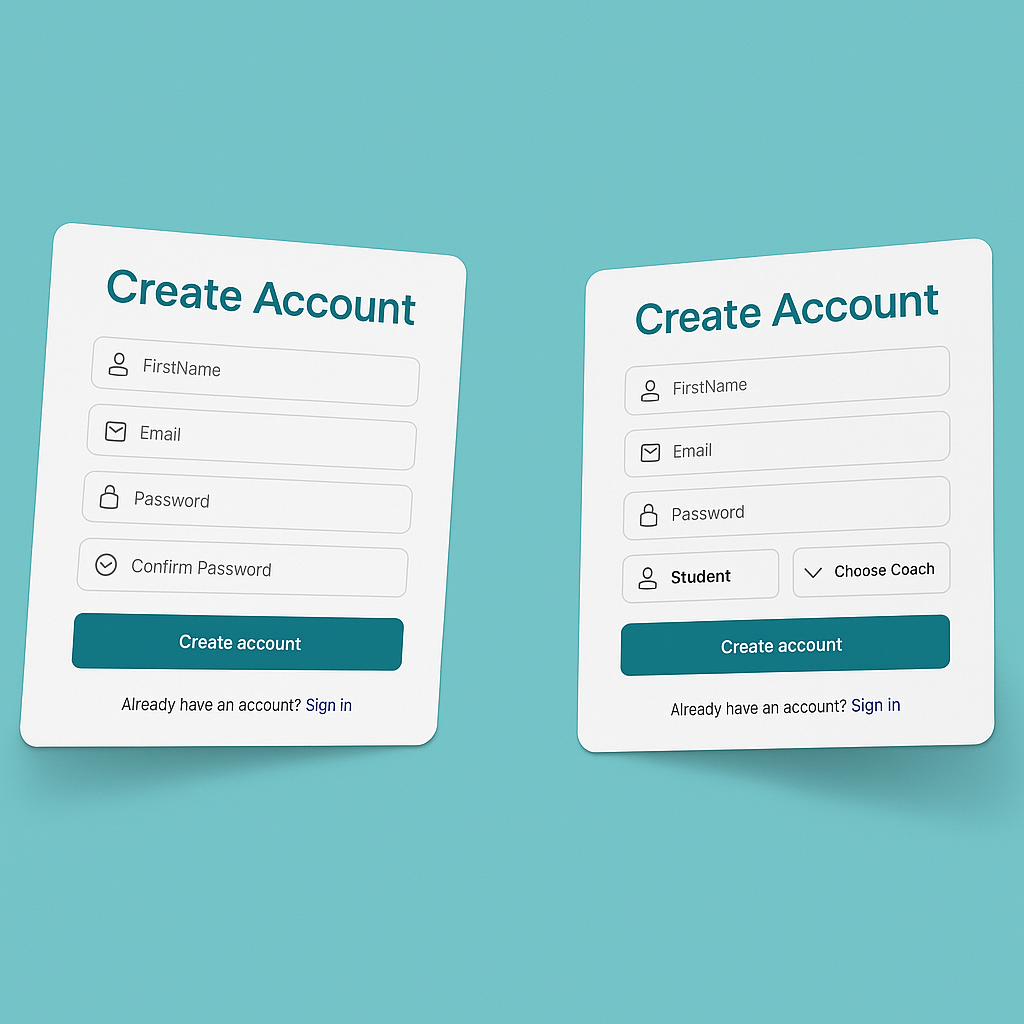 Create Account
FirstName
Email
Password
Confirm Password
Create account
Already have an account? Sign in
Create Account
FirstName
Email
Password
Student
Choose Coach
Create account
Already have an account? Sign in